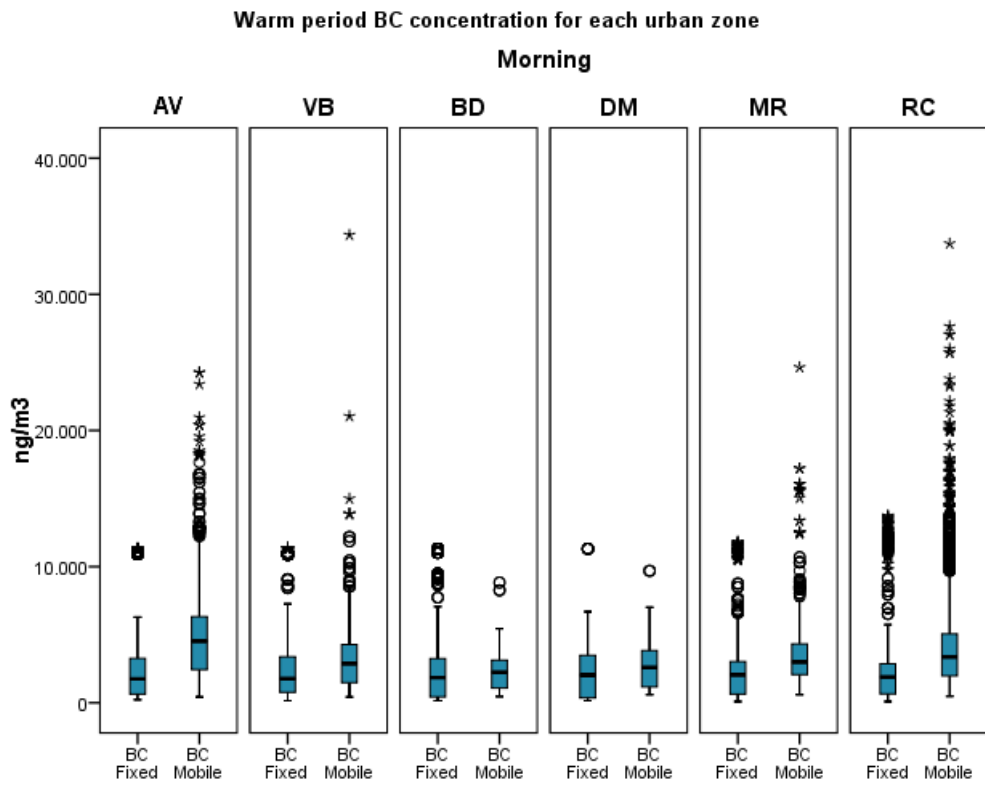 Warm period BC concentration for each urban zone
Morning
AV VB BD DM MR RC
40.000
30.000
20.000
10.000
0
ng/m3
BC Fixed BC Mobile BC Fixed BC Mobile BC Fixed BC Mobile BC Fixed BC Mobile BC Fixed BC Mobile BC Fixed BC Mobile